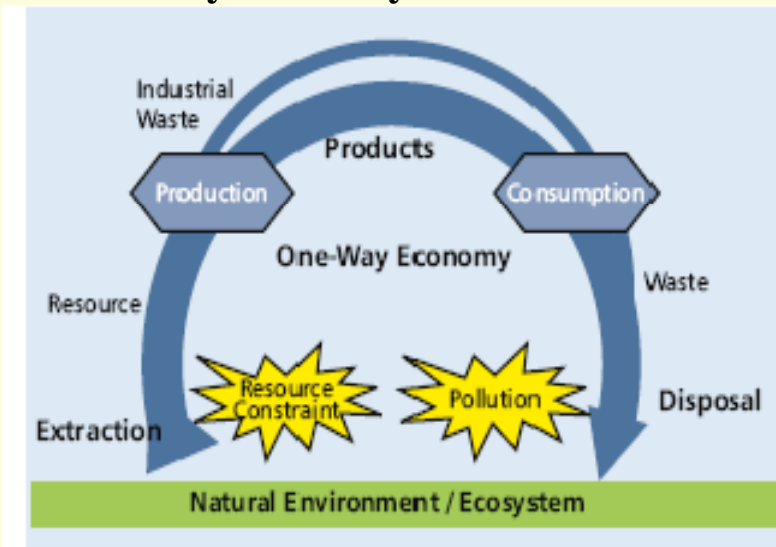 Industrial
Waste
Products
Production
Consumption
One-Way Economy
Resource
Waste
Resource
Constraint
Pollution
Extraction
Disposal
Natural Environment / Ecosystem